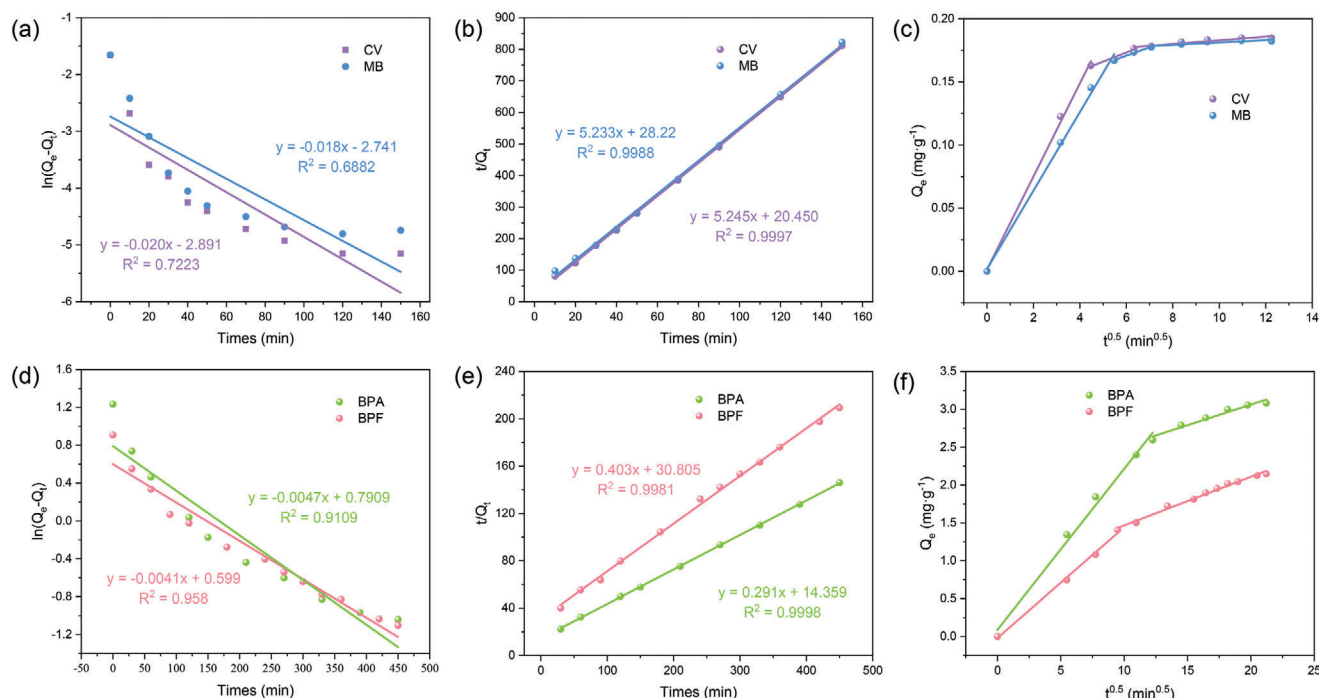 (a)
-1
-2
-3
-4
-5
-6
ln(Qe-Qt)
CV
MB
y = -0.018x - 2.741
R² = 0.6882
y = -0.020x - 2.891
R² = 0.7223
0 20 40 60 80 100 120 140 160
Times (min)
(b)
900
800
700
600
500
400
300
200
100
0
t/Qt
CV
MB
y = 5.233x + 28.22
R² = 0.9988
y = 5.245x + 20.450
R² = 0.9997
0 20 40 60 80 100 120 140 160
Times (min)
(c)
0.20
0.15
0.10
0.05
0.00
Qe (mg·g⁻¹)
CV
MB
0 2 4 6 8 10 12 14
t⁰·⁵ (min⁰·⁵)
(d)
1.6
1.2
0.8
0.4
0.0
-0.4
-0.8
-1.2
ln(Qe-Qt)
BPA
BPF
y = -0.0047x + 0.7909
R² = 0.9109
y = -0.0041x + 0.599
R² = 0.958
-50 0 50 100 150 200 250 300 350 400 450 500
Times (min)
(e)
240
200
160
120
80
40
0
t/Qt
BPA
BPF
y = 0.403x + 30.805
R² = 0.9981
y = 0.291x + 14.359
R² = 0.9998
0 100 200 300 400 500
Times (min)
(f)
3.5
3.0
2.5
2.0
1.5
1.0
0.5
0.0
Qe (mg·g⁻¹)
BPA
BPF
0 5 10 15 20 25
t⁰·⁵ (min⁰·⁵)